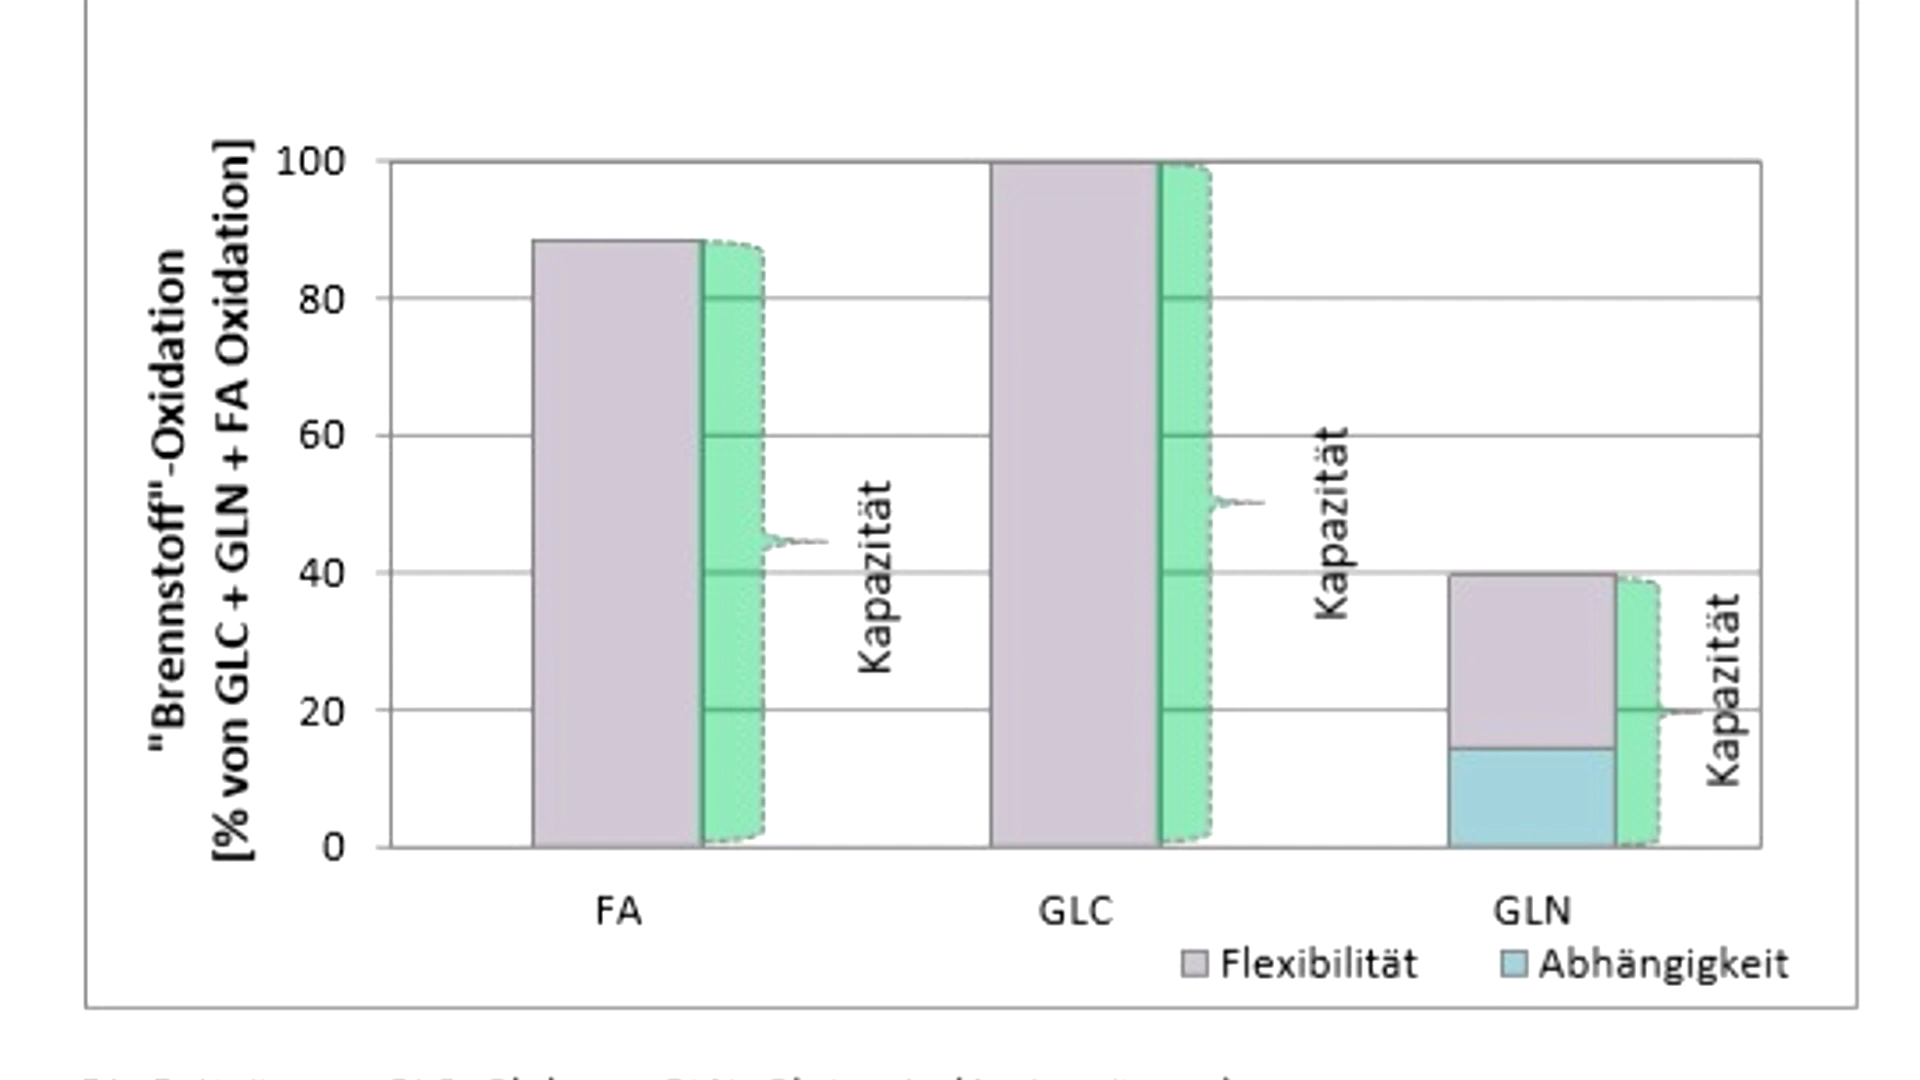 "Brennstoff"-Oxidation
[% von GLC + GLN + FA Oxidation]
100
80
60
40
20
0
Kapazität
Kapazität
Kapazität
FA
GLC
GLN
Flexibilität
Abhängigkeit